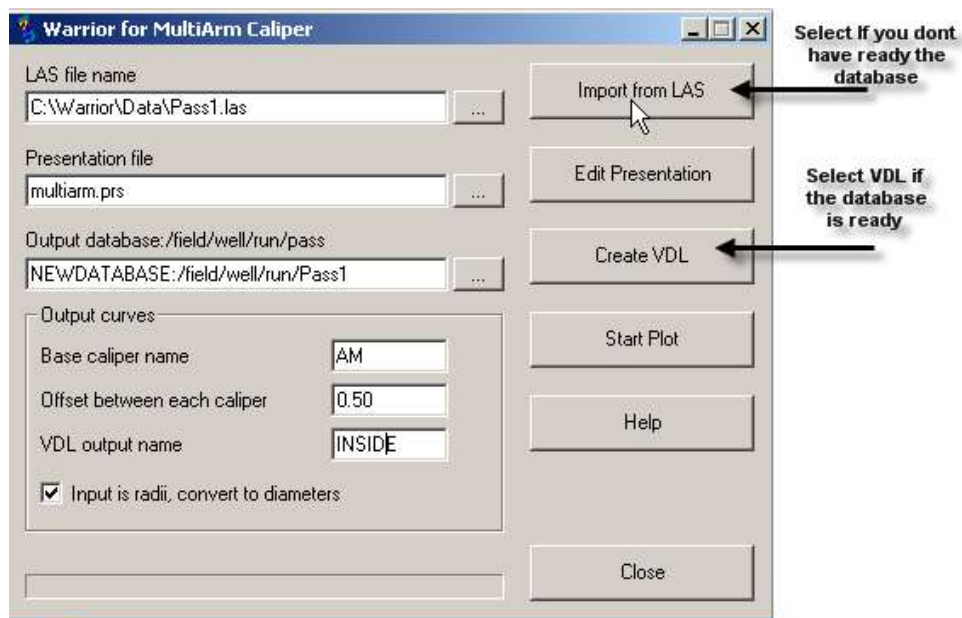 Warrior for MultiArm Caliper
LAS file name
C:\Warrior\Data\Pass1.las
...
Import from LAS
Select If you dont
have ready the
database
Presentation file
multiarm.prs
...
Edit Presentation
Select VDL if
the database
is ready
Output database:/field/well/run/pass
NEWDATABASE:/field/well/run/Pass1
...
Create VDL
Output curves
Base caliper name
AM
Offset between each caliper
0.50
VDL output name
INSIDE
Input is radii, convert to diameters
Start Plot
Help
Close